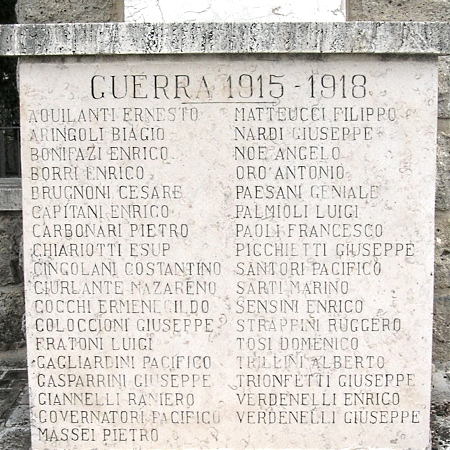 GUERRA 1915-1918
AQUILANTI ERNESTO
ARINGOLI BIAGIO
BONIFAZI ENRICO
BORRI ENRICO
BRUGNONI CESARE
CAPITANI ENRICO
CARBONARI PIETRO
CHIARIOTTI ESUP
CINGOLANI COSTANTINO
CIURLANTE NAZARENO
COCCHI ERMENEGILDO
COLOCCIONI GIUSEPPE
FRATONI LUIGI
GAGLIARDINI PACIFICO
GASPARRINI GIUSEPPE
GIANNELLI RANIERO
GOVERNATORI PACIFICO
MASSEI PIETRO
MATTEUCCI FILIPPO
NARDI GIUSEPPE
NOE' ANGELO
ORO' ANTONIO
PAESANI GENIALE
PALMIOLI LUIGI
PAOLI FRANCESCO
PICCHIETTI GIUSEPPE
SANTORI PACIFICO
SARTI MARINO
SENSINI ENRICO
STRAPPINI RUGGERO
TOSI DOMENICO
TRILLINI ALBERTO
TRIONFETTI GIUSEPPE
VERDENELLI ENRICO
VERDENELLI GIUSEPPE